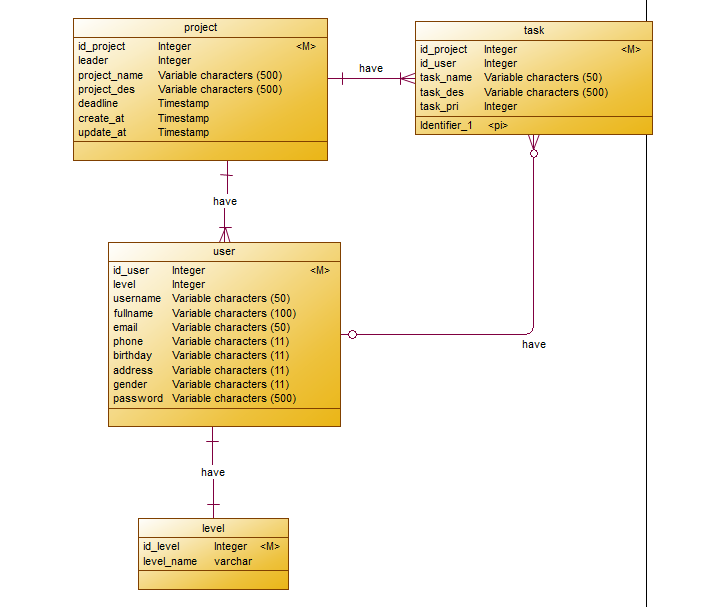 project
id_project Integer <M>
leader Integer
project_name Variable characters (500)
project_des Variable characters (500)
deadline Timestamp
create_at Timestamp
update_at Timestamp
have
task
id_project Integer <M>
id_user Integer
task_name Variable characters (50)
task_des Variable characters (500)
task_pri Integer
Identifier_1 <pi>
have
user
id_user Integer <M>
level Integer
username Variable characters (50)
fullname Variable characters (100)
email Variable characters (50)
phone Variable characters (11)
birthday Variable characters (11)
address Variable characters (11)
gender Variable characters (11)
password Variable characters (500)
have
have
level
id_level Integer <M>
level_name varchar